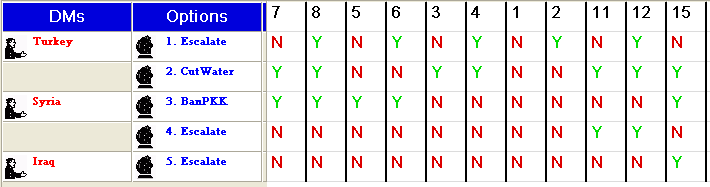 DMs Options 7 8 5 6 3 4 1 2 11 12 15
Turkey 1. Escalate N Y N Y N Y N Y N Y N
2. CutWater Y Y N N Y Y N N Y Y Y
Syria 3. BanPKK Y Y Y Y N N N N N N Y
4. Escalate N N N N N N N N Y Y Y
Iraq 5. Escalate N N N N N N N N N N Y